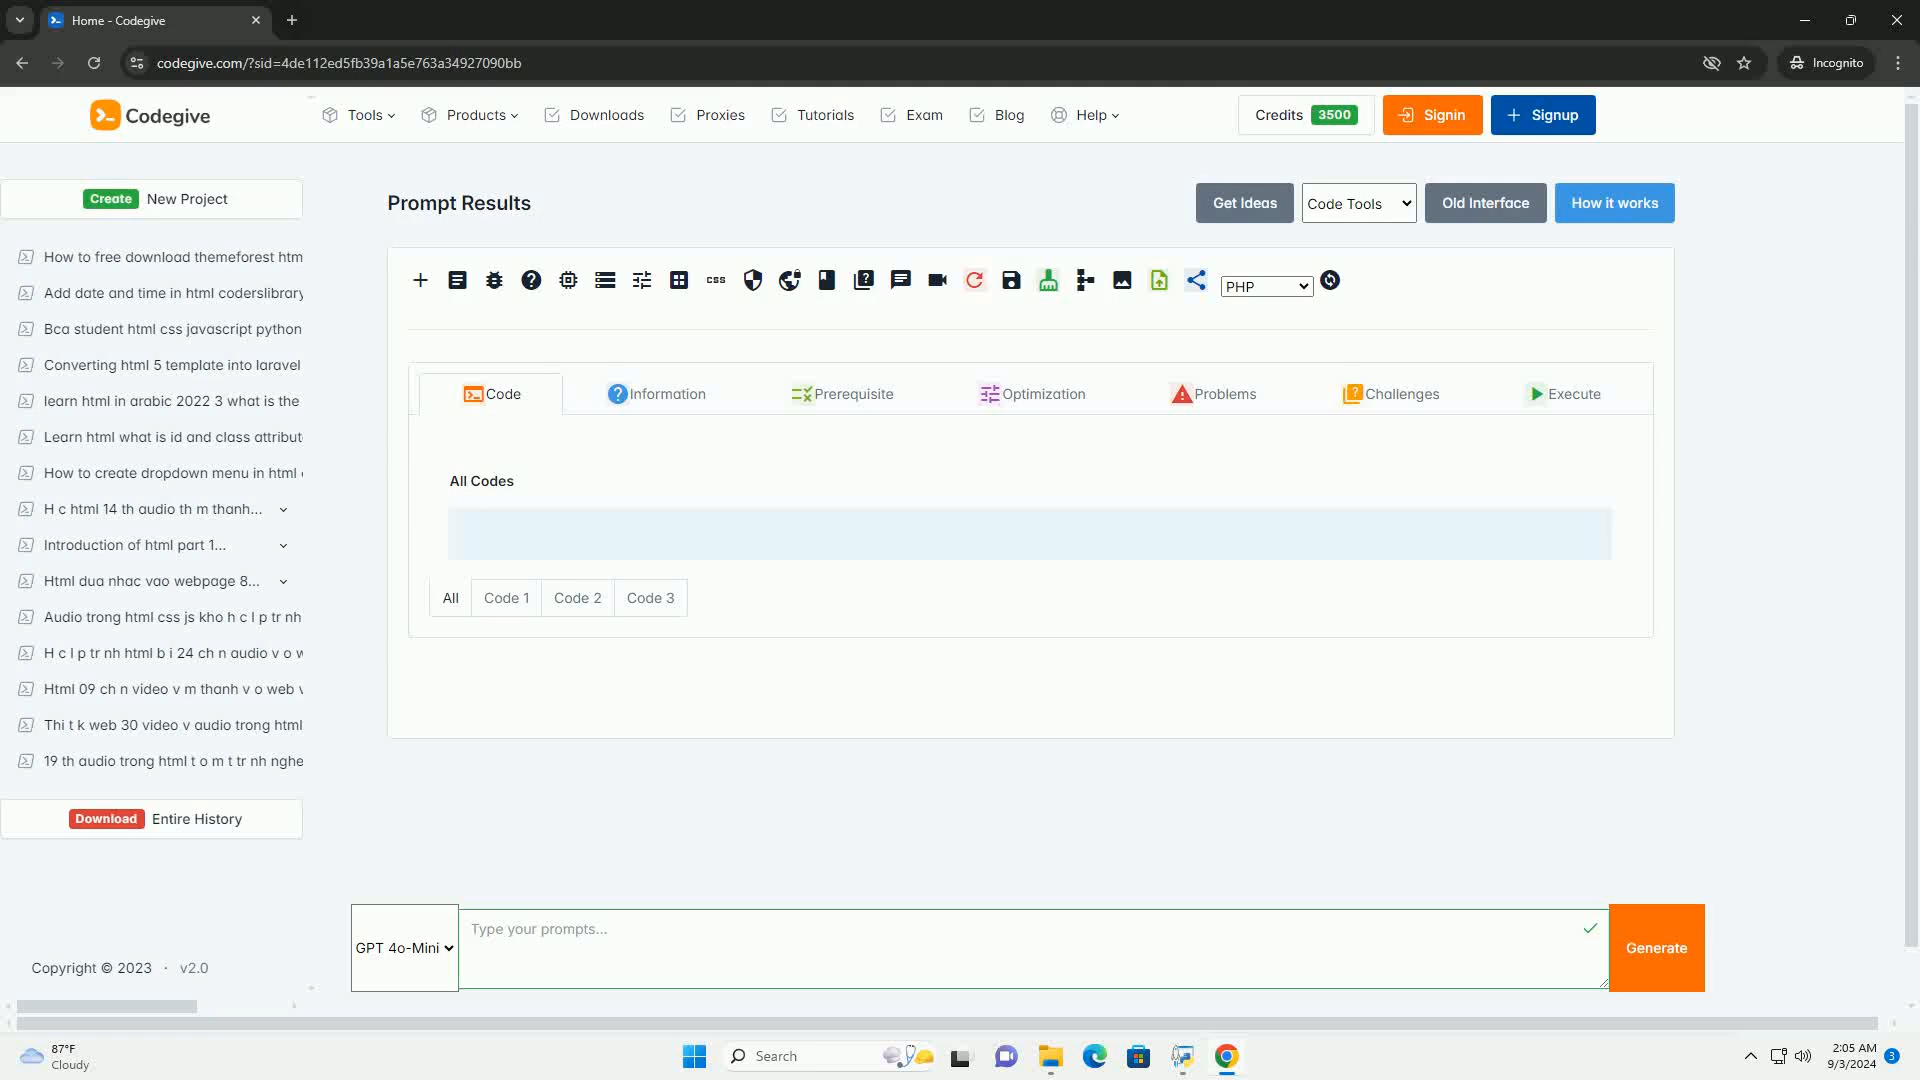 Home - Codegive
codegive.com/?sid=4de112ed5fb39a1a5e763a34927090bb
Incognito
Codegive
Tools
Products
Downloads
Proxies
Tutorials
Exam
Blog
Help
Credits 3500
Signin
Signup
Create New Project
How to free download themeforest htm
Add date and time in html coderslibrary
Bca student html css javascript python
Converting html 5 template into laravel
learn html in arabic 2022 3 what is the
Learn html what is id and class attribut
How to create dropdown menu in html
H c html 14 th audio th m thanh...
Introduction of html part 1...
Html dua nhac vao webpage 8...
Audio trong html css js kho h c l p tr nh
H c l p tr nh html b i 24 ch n audio v o w
Html 09 ch n video v m thanh v o web v
Thi t k web 30 video v audio trong html
19 th audio trong html t o m t tr nh nghe
Download Entire History
Copyright © 2023 · v2.0
Prompt Results
Get Ideas
Code Tools
Old Interface
How it works
css
PHP
Code
Information
Prerequisite
Optimization
Problems
Challenges
Execute
All Codes
All
Code 1
Code 2
Code 3
GPT 4o-Mini
Type your prompts...
Generate
87°F
Cloudy
Search
2:05 AM
9/3/2024
3